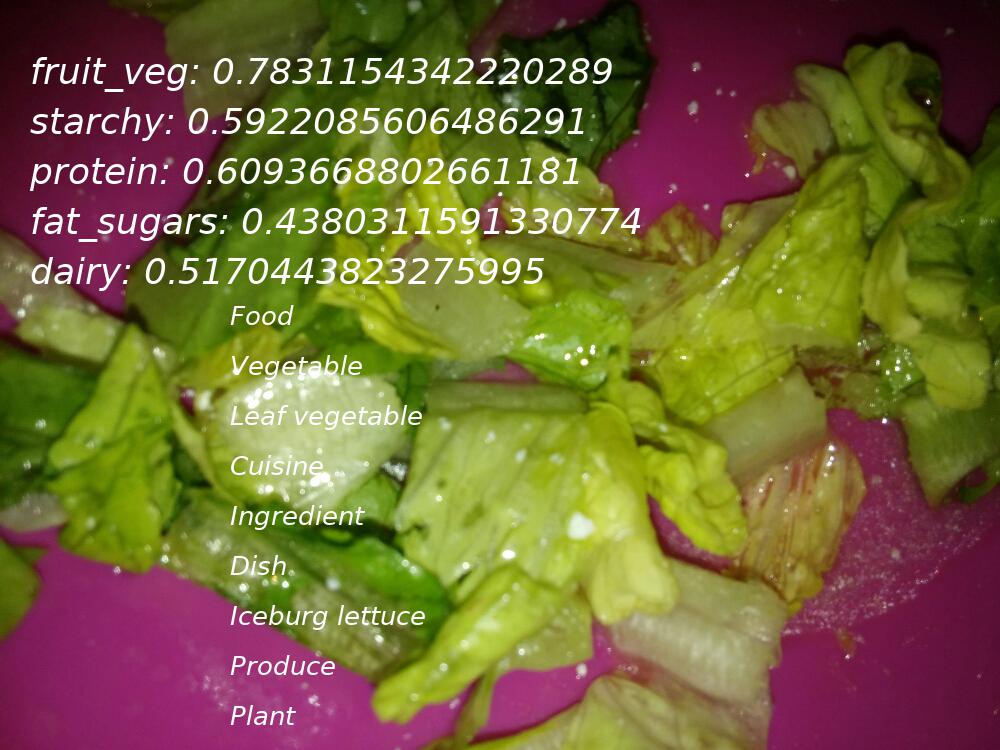 fruit_veg: 0.7831154342220289
starchy: 0.5922085606486291
protein: 0.6093668802661181
fat_sugars: 0.4380311591330774
dairy: 0.5170443823275995
Food
Vegetable
Leaf vegetable
Cuisine
Ingredient
Dish
Iceburg lettuce
Produce
Plant